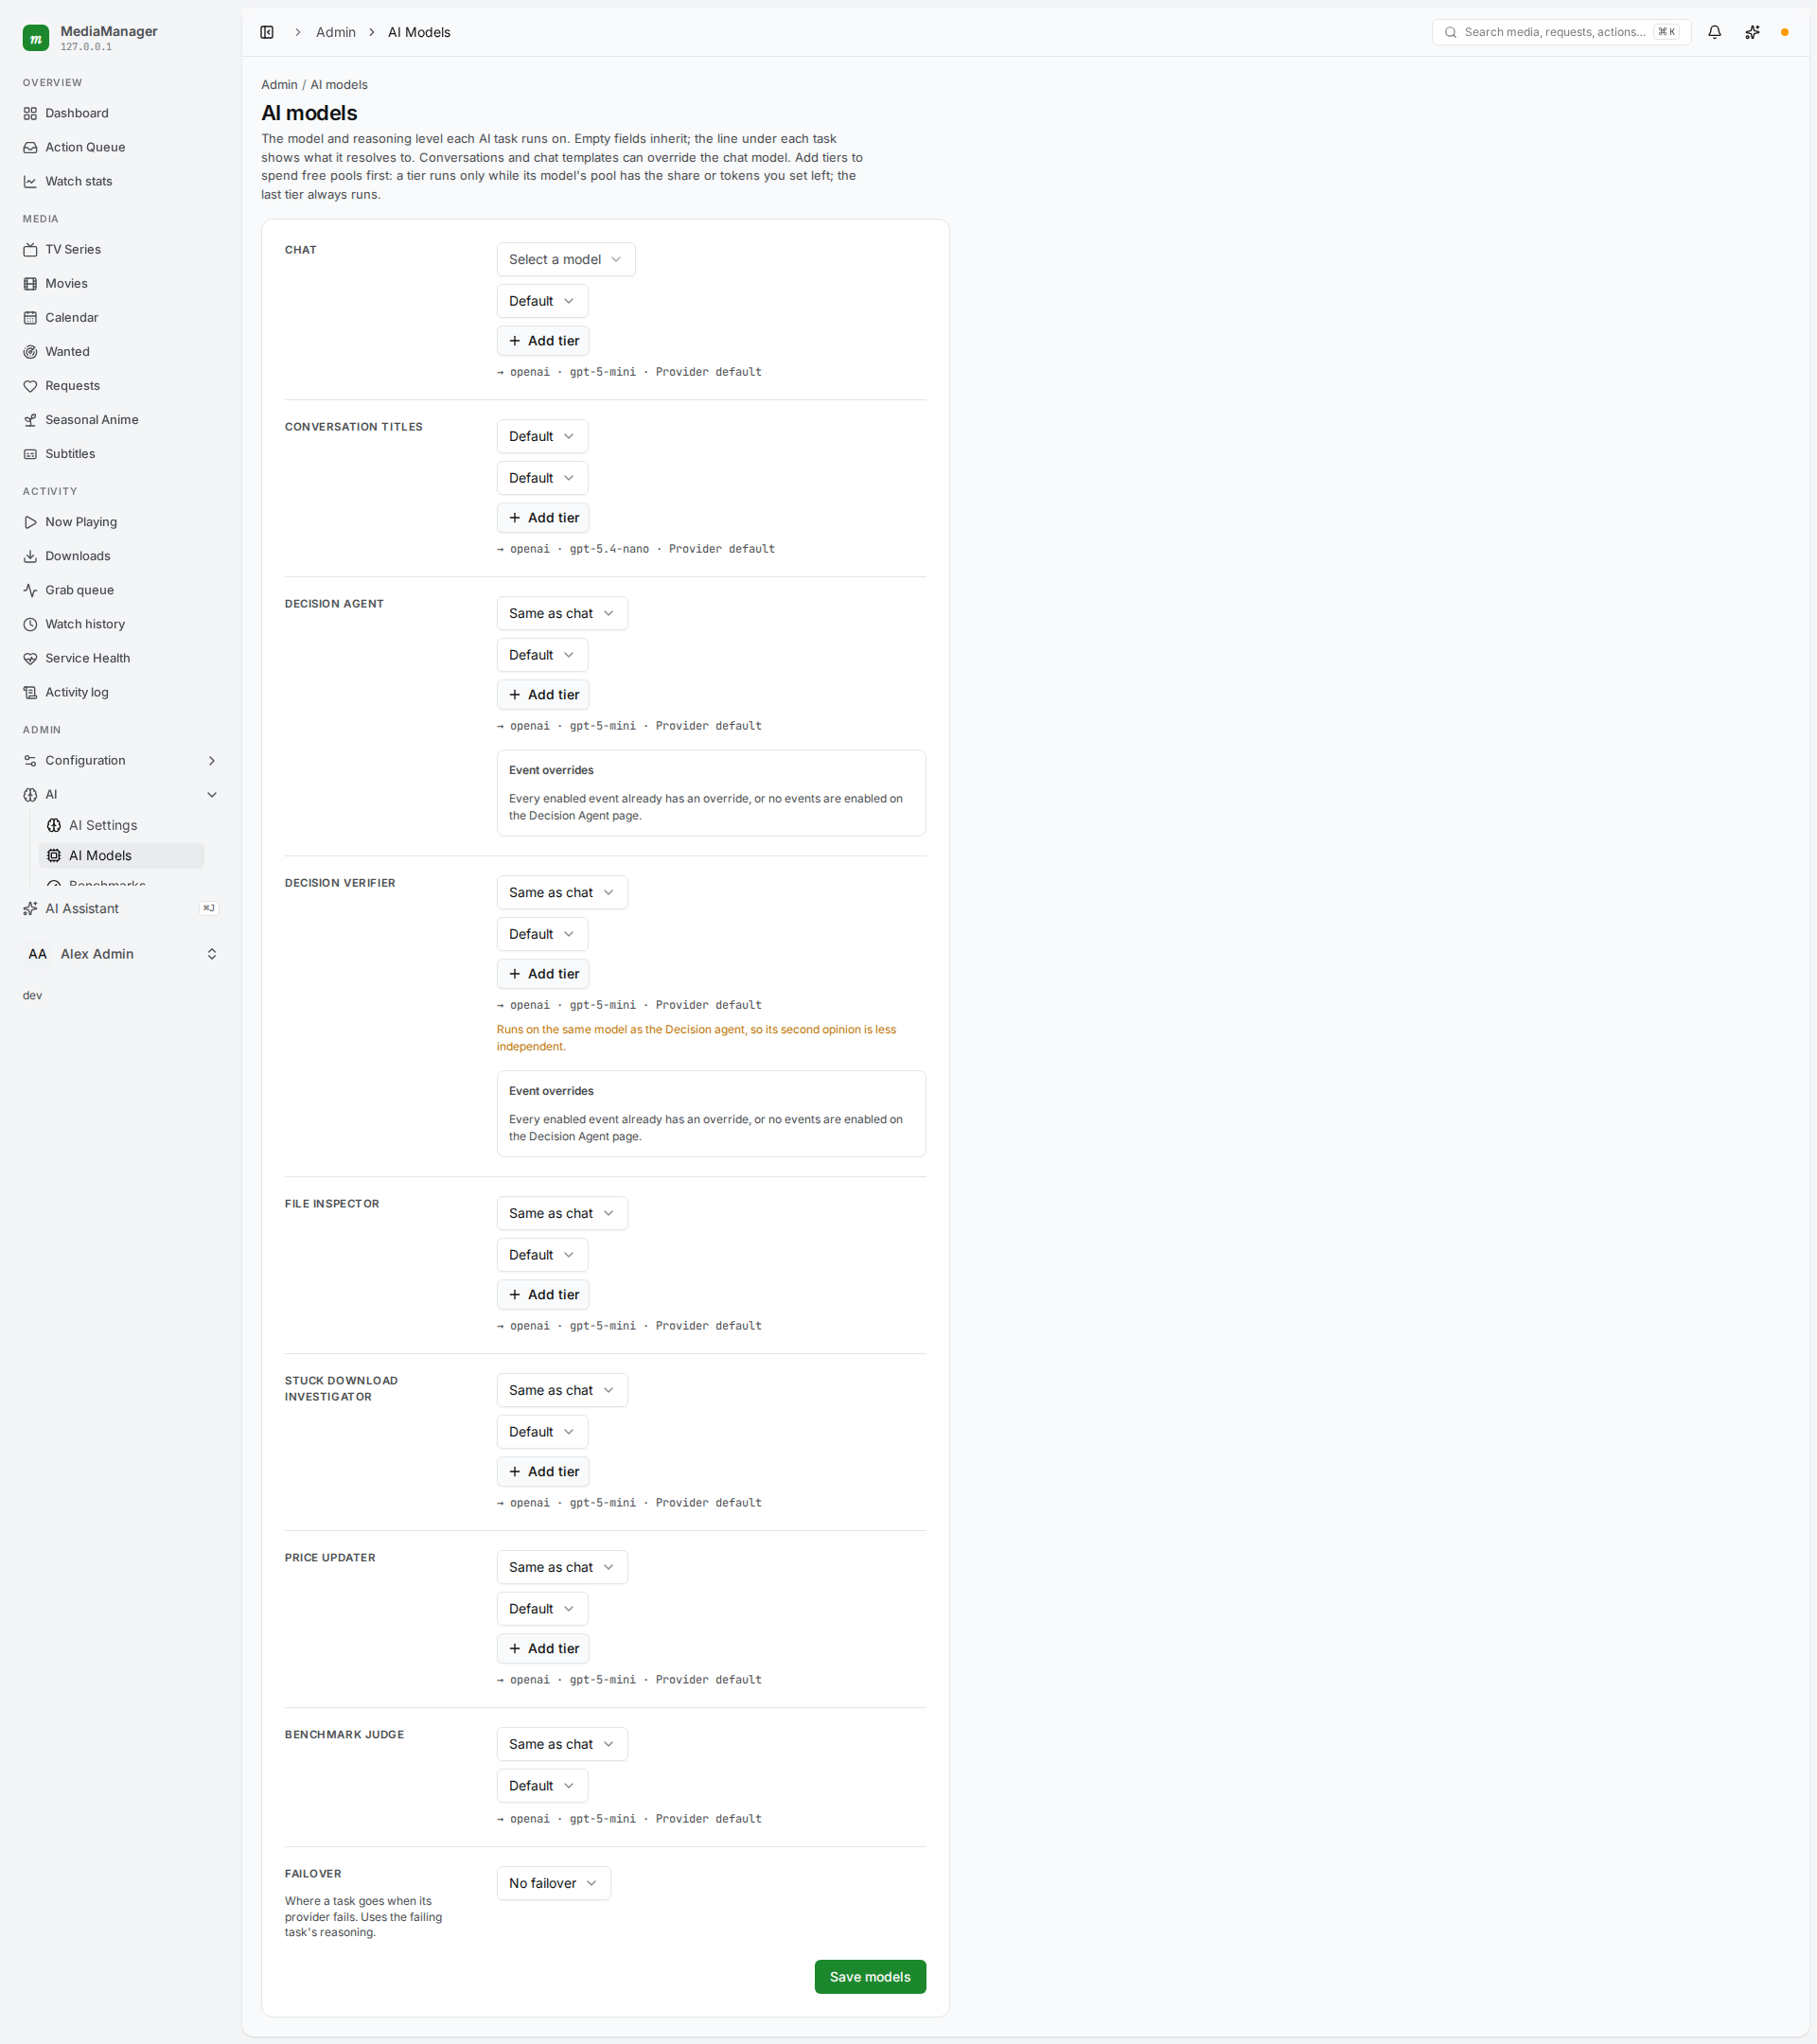 m
MediaManager
127.0.0.1
OVERVIEW
Dashboard
Action Queue
Watch stats
MEDIA
TV Series
Movies
Calendar
Wanted
Requests
Seasonal Anime
Subtitles
ACTIVITY
Now Playing
Downloads
Grab queue
Watch history
Service Health
Activity log
ADMIN
Configuration
AI
AI Settings
AI Models
Benchmarks
AI Assistant ⌘J
AA Alex Admin
dev
Admin > AI Models
Search media, requests, actions... ⌘ K
Admin / AI models
AI models
The model and reasoning level each AI task runs on. Empty fields inherit; the line under each task
shows what it resolves to. Conversations and chat templates can override the chat model. Add tiers to
spend free pools first: a tier runs only while its model's pool has the share or tokens you set left; the
last tier always runs.
CHAT
Select a model
Default
+ Add tier
→ openai · gpt-5-mini · Provider default
CONVERSATION TITLES
Default
Default
+ Add tier
→ openai · gpt-5.4-nano · Provider default
DECISION AGENT
Same as chat
Default
+ Add tier
→ openai · gpt-5-mini · Provider default
Event overrides
Every enabled event already has an override, or no events are enabled on
the Decision Agent page.
DECISION VERIFIER
Same as chat
Default
+ Add tier
→ openai · gpt-5-mini · Provider default
Runs on the same model as the Decision agent, so its second opinion is less
independent.
Event overrides
Every enabled event already has an override, or no events are enabled on
the Decision Agent page.
FILE INSPECTOR
Same as chat
Default
+ Add tier
→ openai · gpt-5-mini · Provider default
STUCK DOWNLOAD
INVESTIGATOR
Same as chat
Default
+ Add tier
→ openai · gpt-5-mini · Provider default
PRICE UPDATER
Same as chat
Default
+ Add tier
→ openai · gpt-5-mini · Provider default
BENCHMARK JUDGE
Same as chat
Default
→ openai · gpt-5-mini · Provider default
FAILOVER
Where a task goes when its
provider fails. Uses the failing
task's reasoning.
No failover
Save models